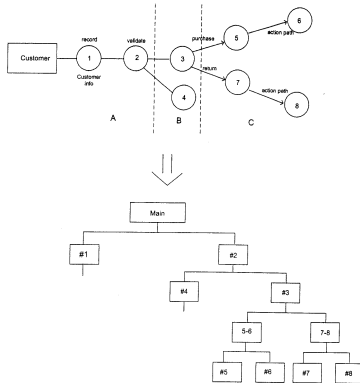 record
validate
purchase
Customer
1
2
3
5
6
action path
Customer
info
return
7
action path
4
8
A
B
C
Main
#1
#2
#4
#3
5-6
7-8
#5
#6
#7
#8